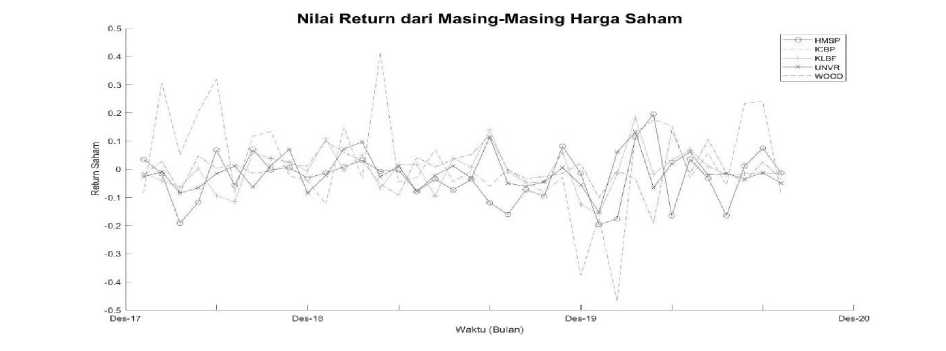 Nilai Return dari Masing-Masing Harga Saham
0.5
0.4
0.3
0.2
0.1
0
-0.1
-0.2
-0.3
-0.4
-0.5
Return Saham
HMSP
ICBP
KLBF
UNVR
WOOD
Des-17
Des-18
Des-19
Des-20
Waktu (Bulan)